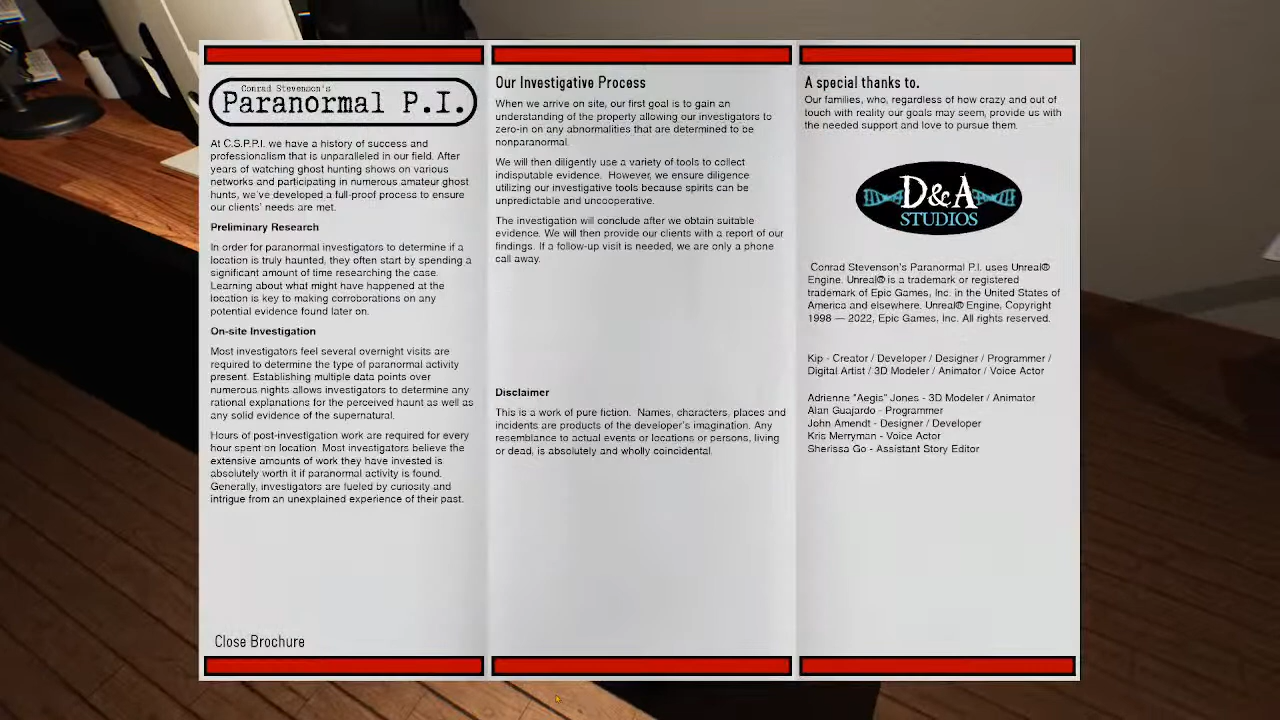 Conrad Stevenson's
Paranormal P.I.
At C.S.P.P.I. we have a history of success and
professionalism that is unparalleled in our field. After
years of watching ghost hunting shows on various
networks and participating in numerous amateur ghost
hunts, we've developed a full-proof process to ensure
our clients' needs are met.
Preliminary Research
In order for paranormal investigators to determine if a
location is truly haunted, they often start by spending a
significant amount of time researching the case.
Learning about what might have happened at the
location is key to making corroborations on any
potential evidence found later on.
On-site Investigation
Most investigators feel several overnight visits are
required to determine the type of paranormal activity
present. Establishing multiple data points over
numerous nights allows investigators to determine any
rational explanations for the perceived haunt as well as
any solid evidence of the supernatural.
Hours of post-investigation work are required for every
hour spent on location. Most investigators believe the
extensive amounts of work they have invested is
absolutely worth it if paranormal activity is found.
Generally, investigators are fueled by curiosity and
intrigue from an unexplained experience of their past.
Close Brochure
Our Investigative Process
When we arrive on site, our first goal is to gain an
understanding of the property allowing our investigators to
zero-in on any abnormalities that are determined to be
nonparanormal.
We will then diligently use a variety of tools to collect
indisputable evidence. However, we ensure diligence
utilizing our investigative tools because spirits can be
unpredictable and uncooperative.
The investigation will conclude after we obtain suitable
evidence. We will then provide our clients with a report of our
findings. If a follow-up visit is needed, we are only a phone
call away.
Disclaimer
This is a work of pure fiction. Names, characters, places and
incidents are products of the developer's imagination. Any
resemblance to actual events or locations or persons, living
or dead, is absolutely and wholly coincidental.
A special thanks to.
Our families, who, regardless of how crazy and out of
touch with reality our goals may seem, provide us with
the needed support and love to pursue them.
D&A
STUDIOS
Conrad Stevenson's Paranormal P.I. uses Unreal®
Engine. Unreal® is a trademark or registered
trademark of Epic Games, Inc. in the United States of
America and elsewhere. Unreal® Engine, Copyright
1998 — 2022, Epic Games, Inc. All rights reserved.
Kip - Creator / Developer / Designer / Programmer /
Digital Artist / 3D Modeler / Animator / Voice Actor
Adrienne "Aegis" Jones - 3D Modeler / Animator
Alan Guajardo - Programmer
John Amendt - Designer / Developer
Kris Merryman - Voice Actor
Sherissa Go - Assistant Story Editor